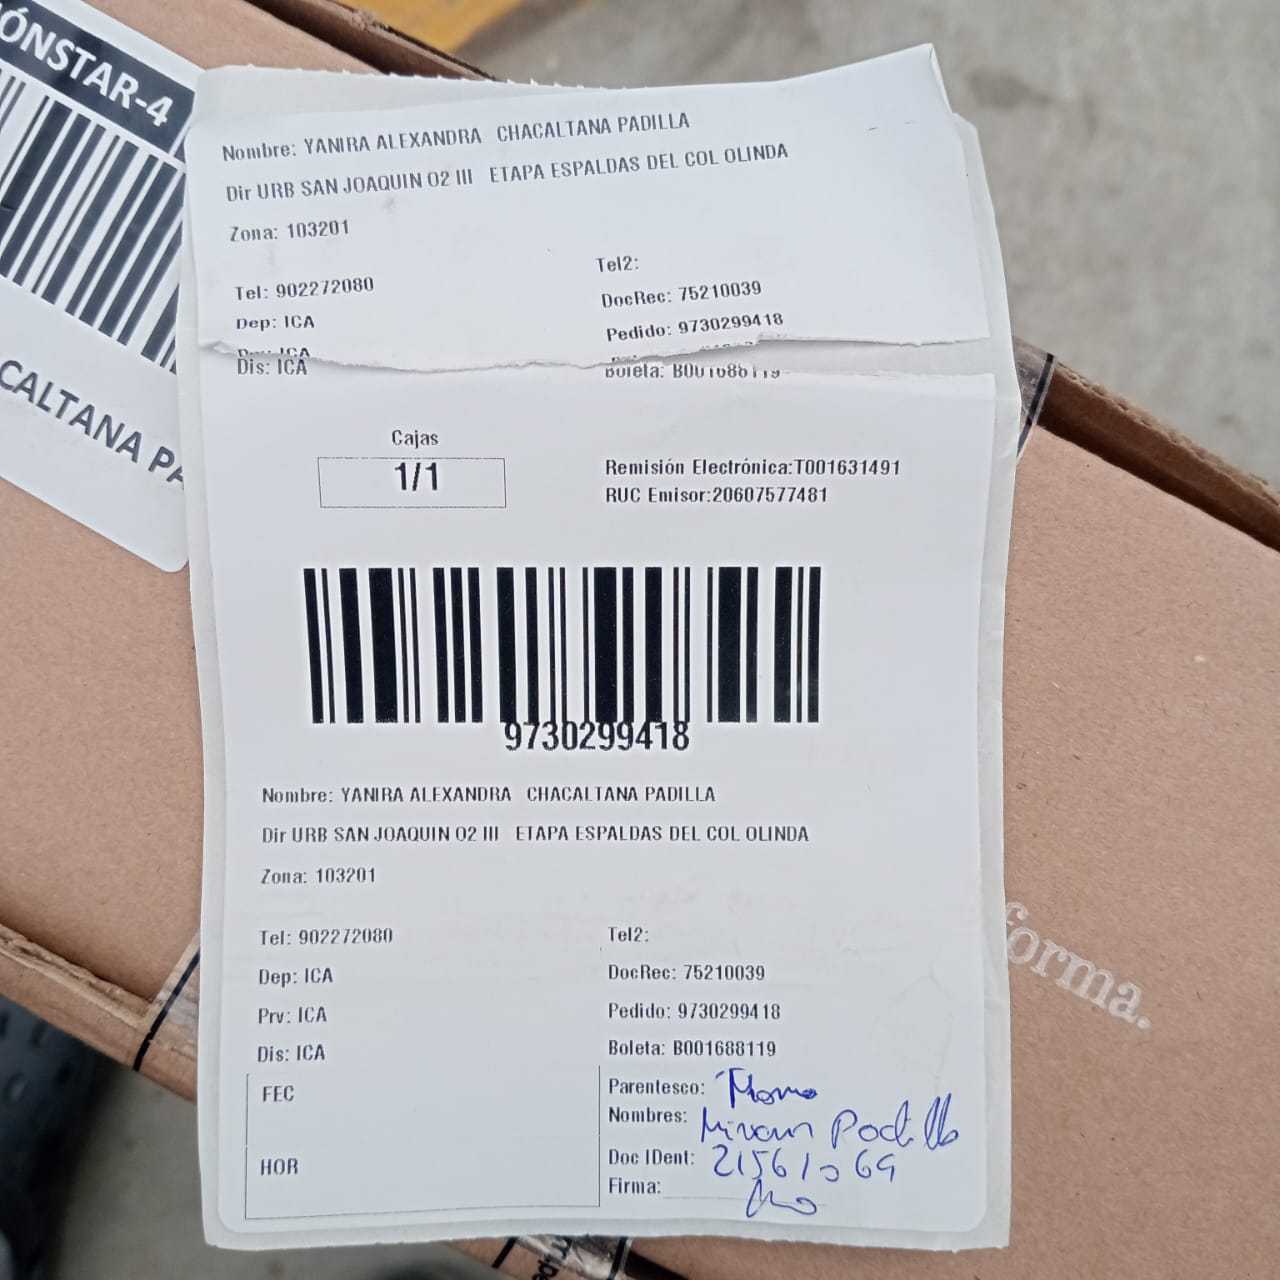 ÓNSTAR-4
CALTANA PA
Nombre: YANIRA ALEXANDRA CHACALTANA PADILLA
Dir URB SAN JOAQUIN O2 III ETAPA ESPALDAS DEL COL OLINDA
Zona: 103201
Tel: 902272080
Tel2:
Dep: ICA
DocRec: 75210039
Pedido: 9730299418
Dis: ICA
Boleta: B001688119
Cajas
1/1
Remisión Electrónica:T001631491
RUC Emisor:20607577481
9730299418
Nombre: YANIRA ALEXANDRA CHACALTANA PADILLA
Dir URB SAN JOAQUIN O2 III ETAPA ESPALDAS DEL COL OLINDA
Zona: 103201
Tel: 902272080
Tel2:
Dep: ICA
DocRec: 75210039
Prv: ICA
Pedido: 9730299418
Dis: ICA
Boleta: B001688119
FEC
Parentesco:
Nombres: Padilla
HOR
Doc IDent: 21561069
Firma:
forma.